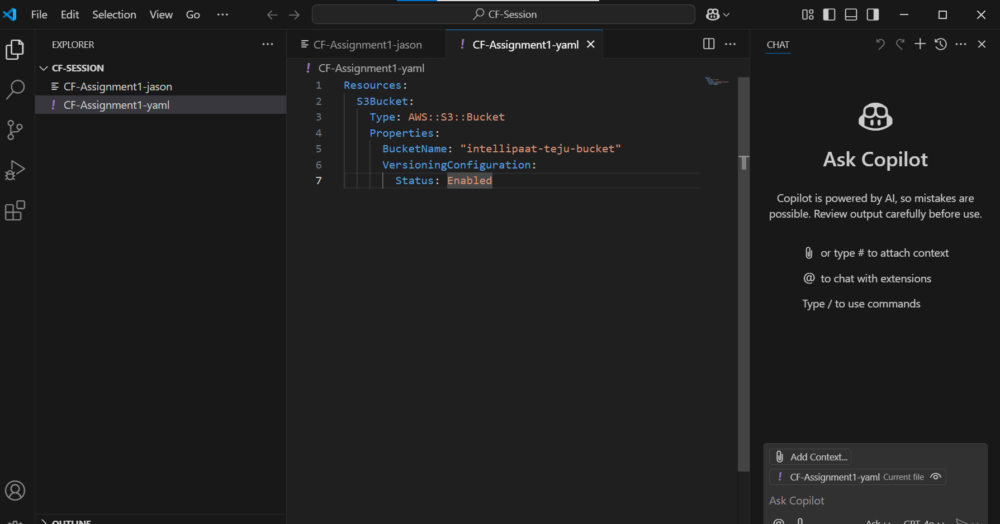 File Edit Selection View Go ···
CF-Session
EXPLORER
CF-SESSION
CF-Assignment1-jason
CF-Assignment1-yaml
OUTLINE
CF-Assignment1-jason
! CF-Assignment1-yaml
! CF-Assignment1-yaml
1 Resources:
2 S3Bucket:
3 Type: AWS::S3::Bucket
4 Properties:
5 BucketName: "intellipaat-teju-bucket"
6 VersioningConfiguration:
7 Status: Enabled
CHAT
Ask Copilot
Copilot is powered by AI, so mistakes are
possible. Review output carefully before use.
or type # to attach context
@ to chat with extensions
Type / to use commands
Add Context...
! CF-Assignment1-yaml Current file
Ask Copilot
@ Ask GPT-4o